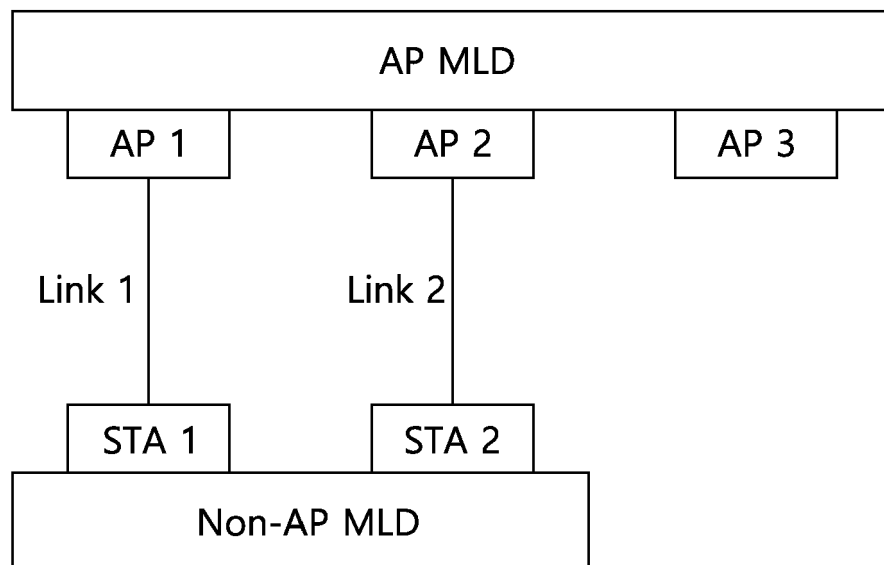 AP MLD
AP 1
AP 2
AP 3
Link 1
Link 2
STA 1
STA 2
Non-AP MLD